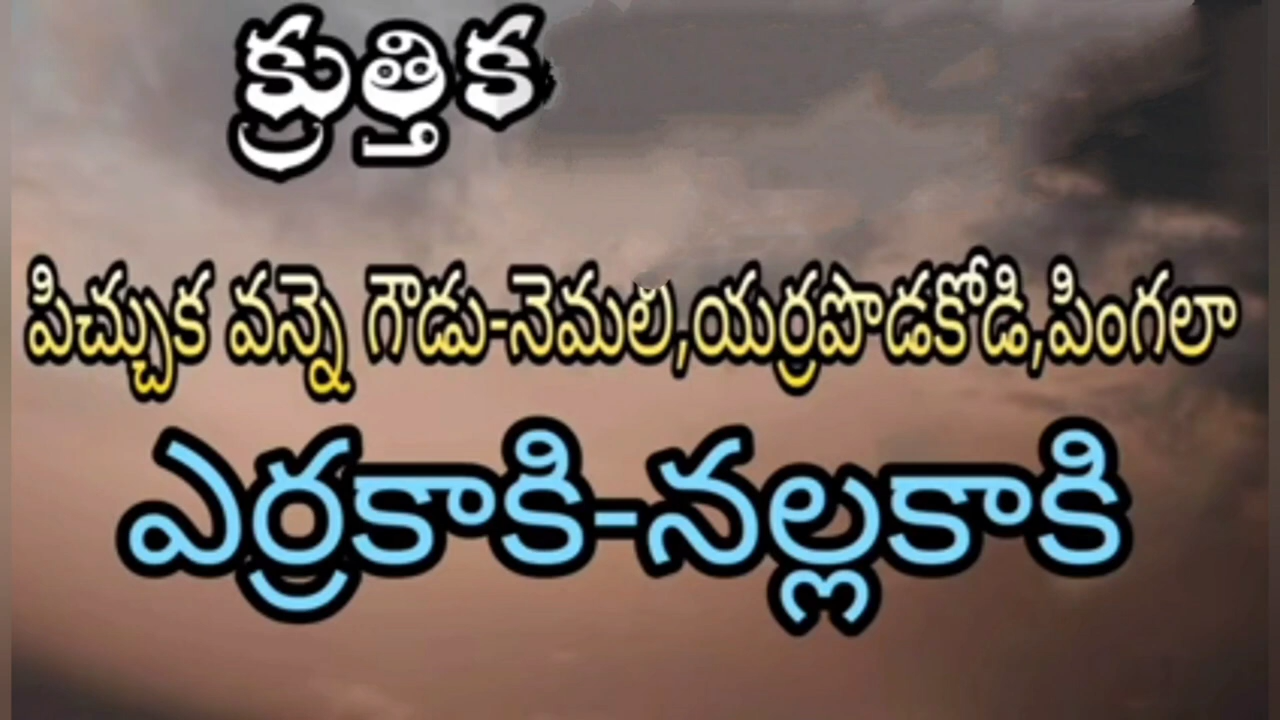 క్రుత్తిక
పిచ్చుక వన్నె గౌడు-నెమలి,యర్రపొడకోడి,పింగలా
ఎర్రకాకి-నల్లకాకి